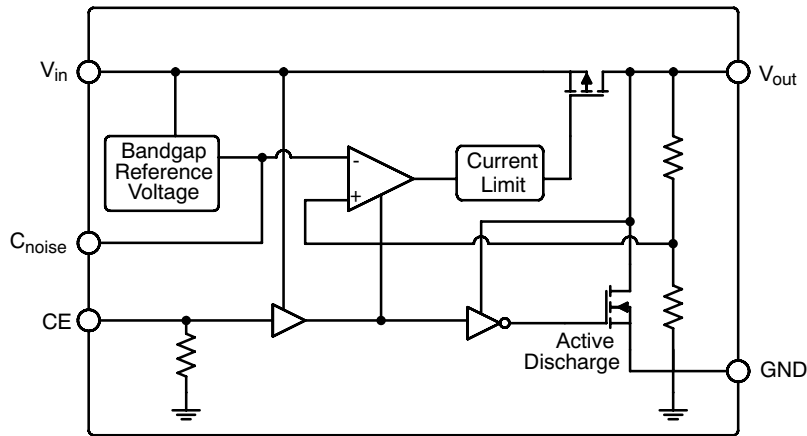 V_in
V_out
Bandgap
Reference
Voltage
-
+
Current
Limit
C_noise
CE
Active
Discharge
GND